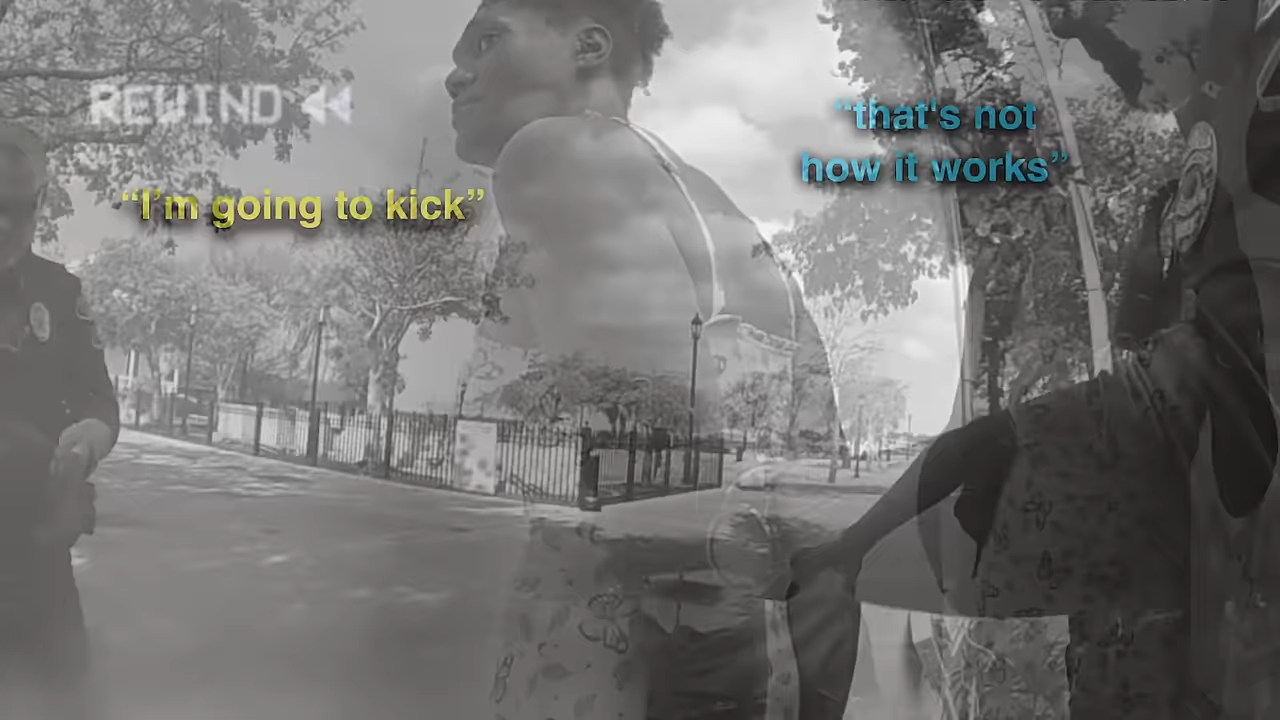 REWIND
“I'm going to kick”
“that's not
how it works”